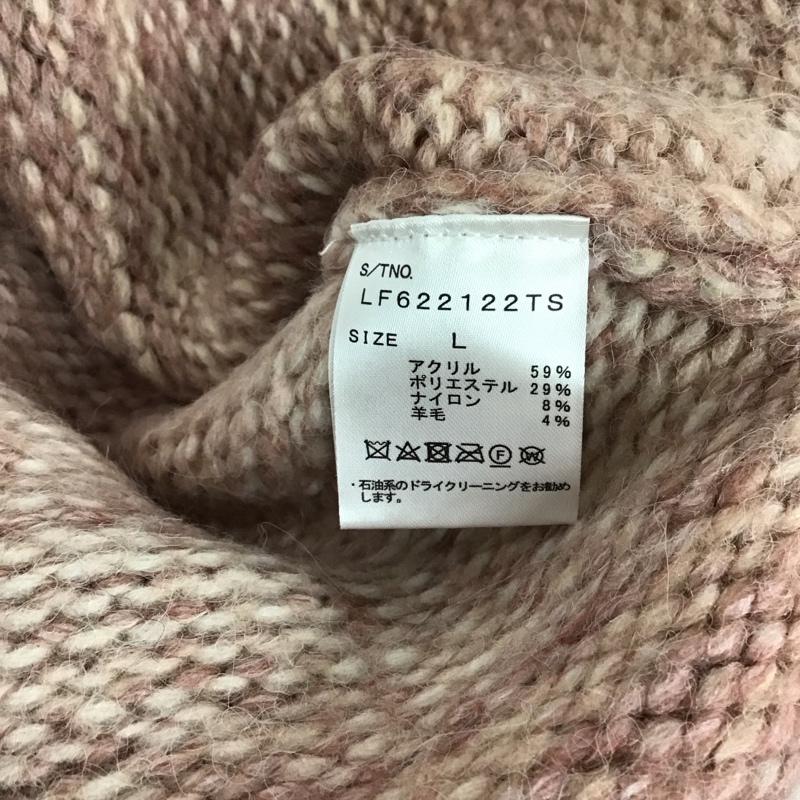 S/TNO.
LF622122TS
SIZE L
アクリル 59%
ポリエステル 29%
ナイロン 8%
羊毛 4%
F W
・石油系のドライクリーニングをお勧め
します。